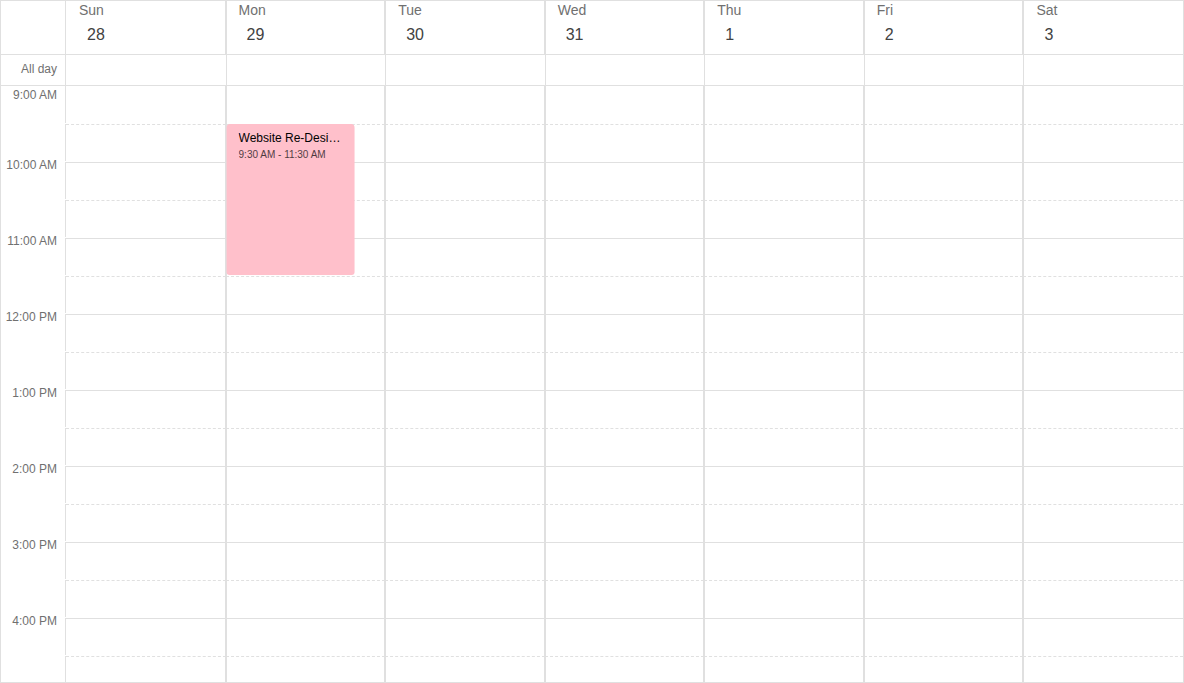 Sun Mon Tue Wed Thu Fri Sat
28 29 30 31 1 2 3
All day
9:00 AM
Website Re-Desi…
9:30 AM - 11:30 AM
10:00 AM
11:00 AM
12:00 PM
1:00 PM
2:00 PM
3:00 PM
4:00 PM